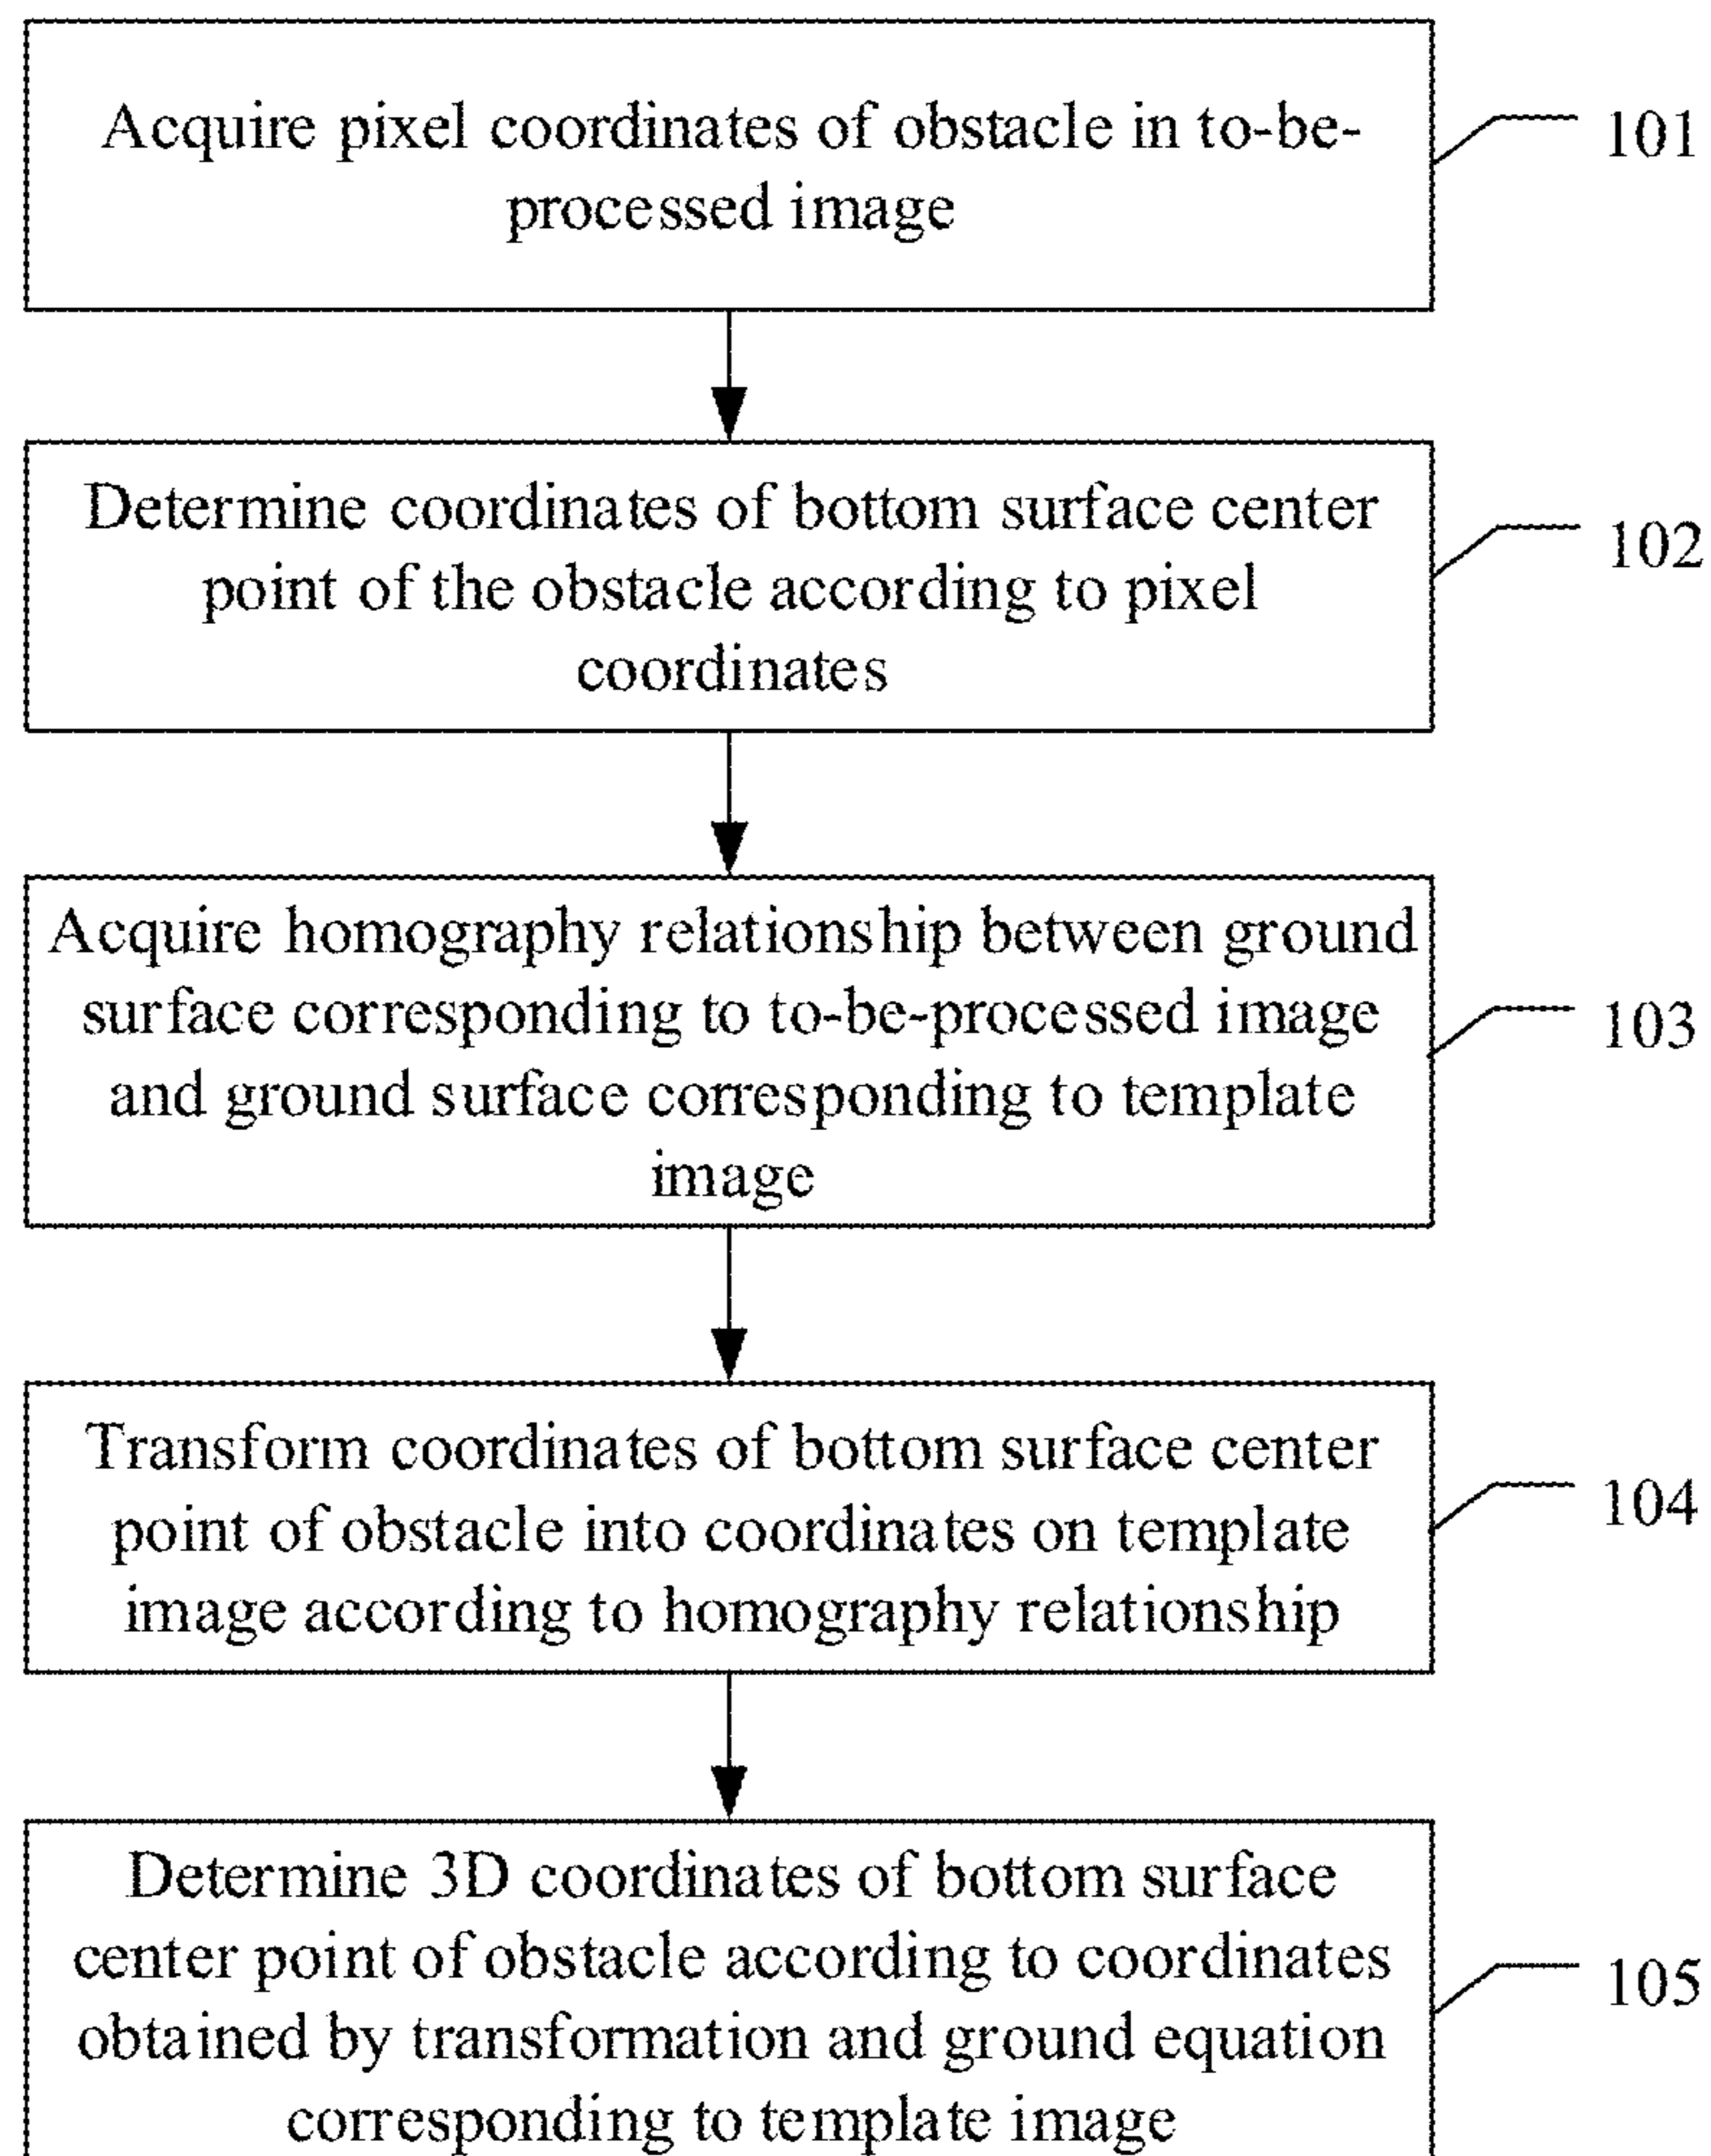 Acquire pixel coordinates of obstacle in to-be-
processed image
101
Determine coordinates of bottom surface center
point of the obstacle according to pixel
coordinates
102
Acquire homography relationship between ground
surface corresponding to to-be-processed image
and ground surface corresponding to template
image
103
Transform coordinates of bottom surface center
point of obstacle into coordinates on template
image according to homography relationship
104
Determine 3D coordinates of bottom surface
center point of obstacle according to coordinates
obtained by transformation and ground equation
corresponding to template image
105